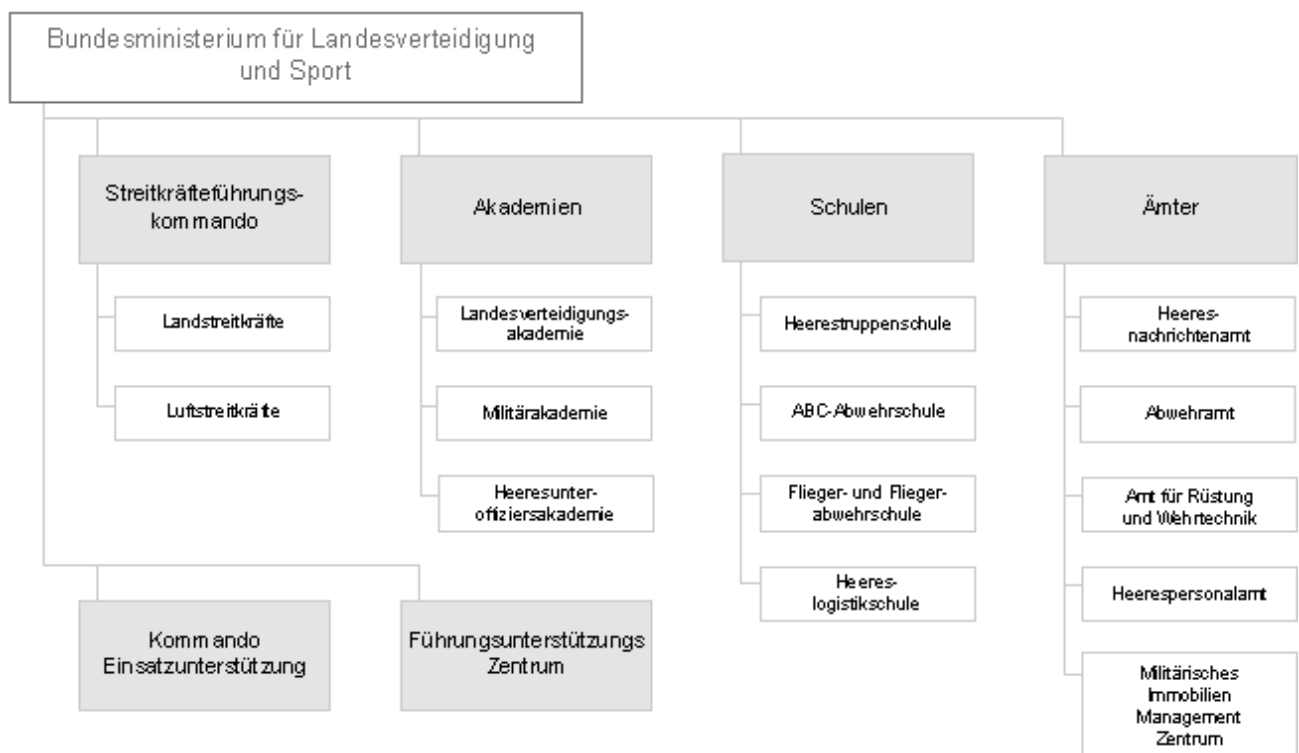 Bundesministerium für Landesverteidigung
und Sport
Streitkräfteführungs-
kommando
Akademien
Schulen
Ämter
Landstreitkräfte
Luftstreitkräfte
Landesverteidigungs-
akademie
Militärakademie
Heeresunter-
offiziersakademie
Heerestruppenschule
ABC-Abwehrschule
Flieger- und Flieger-
abwehrschule
Heeres-
logistikschule
Heeres-
nachrichtenamt
Abwehramt
Amt für Rüstung
und Wehrtechnik
Heerespersonalamt
Militärisches
Immobilien
Management
Zentrum
Kommando
Einsatzunterstützung
Führungsunterstützungs
Zentrum